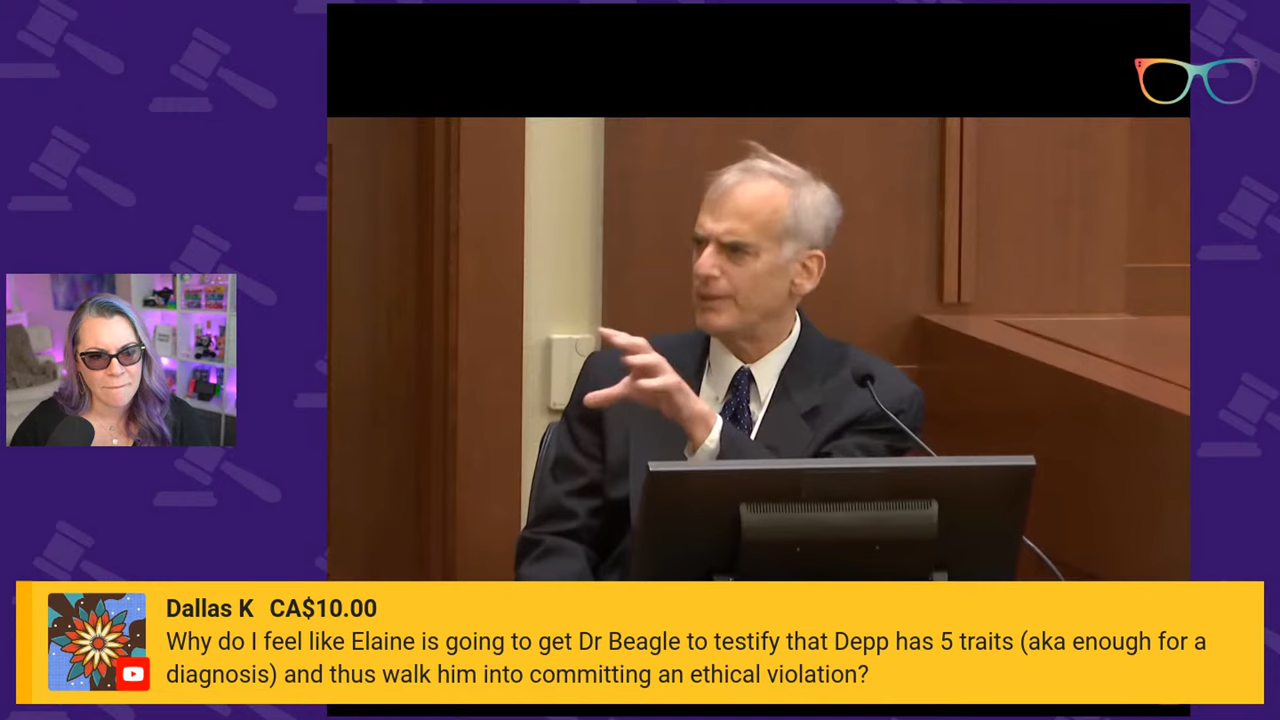 Dallas K CA$10.00
Why do I feel like Elaine is going to get Dr Beagle to testify that Depp has 5 traits (aka enough for a
diagnosis) and thus walk him into committing an ethical violation?